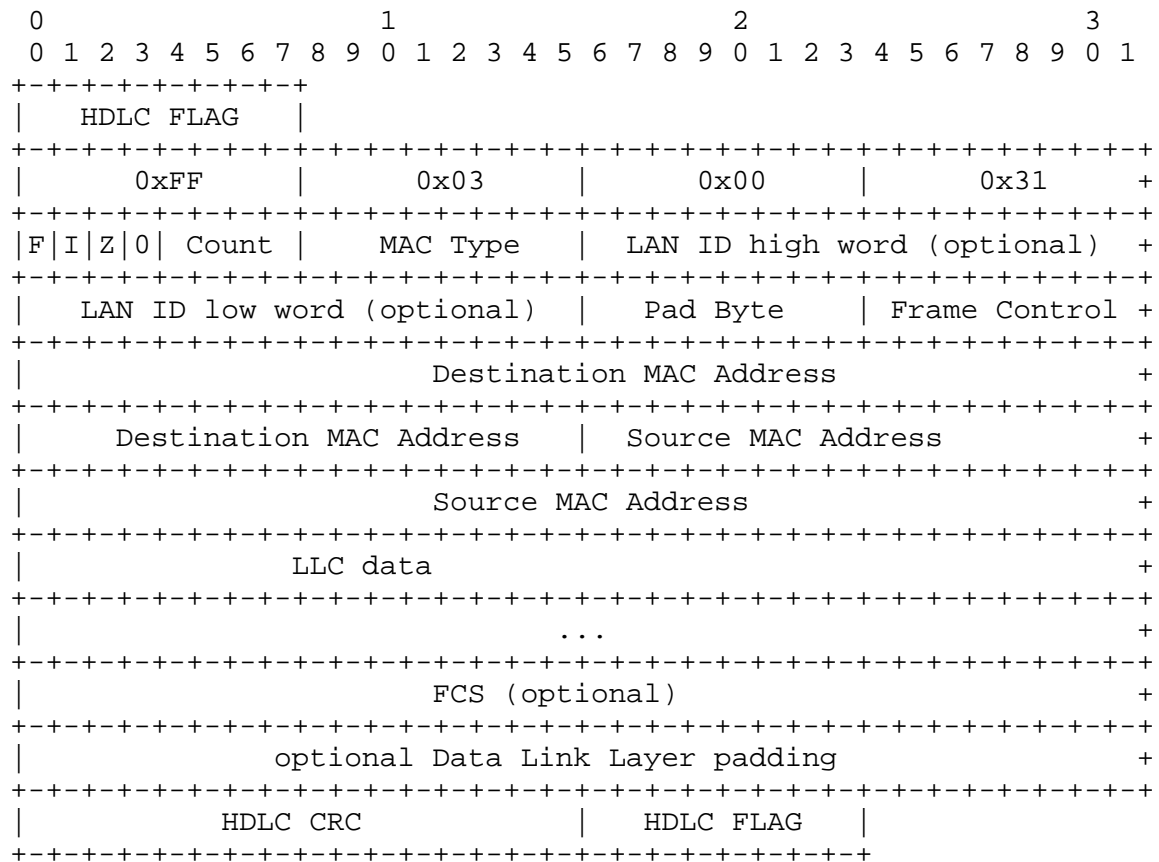 0                   1                   2                   3
 0 1 2 3 4 5 6 7 8 9 0 1 2 3 4 5 6 7 8 9 0 1 2 3 4 5 6 7 8 9 0 1
+-+-+-+-+-+-+-+-+
|   HDLC FLAG   |
+-+-+-+-+-+-+-+-+-+-+-+-+-+-+-+-+-+-+-+-+-+-+-+-+-+-+-+-+-+-+-+-+
|      0xFF     |      0x03     |      0x00     |      0x31     +
+-+-+-+-+-+-+-+-+-+-+-+-+-+-+-+-+-+-+-+-+-+-+-+-+-+-+-+-+-+-+-+-+
|F|I|Z|0| Count |    MAC Type   |  LAN ID high word (optional)  +
+-+-+-+-+-+-+-+-+-+-+-+-+-+-+-+-+-+-+-+-+-+-+-+-+-+-+-+-+-+-+-+-+
|   LAN ID low word (optional)  |   Pad Byte    | Frame Control +
+-+-+-+-+-+-+-+-+-+-+-+-+-+-+-+-+-+-+-+-+-+-+-+-+-+-+-+-+-+-+-+-+
|                       Destination MAC Address                 +
+-+-+-+-+-+-+-+-+-+-+-+-+-+-+-+-+-+-+-+-+-+-+-+-+-+-+-+-+-+-+-+-+
|     Destination MAC Address   |  Source MAC Address           +
+-+-+-+-+-+-+-+-+-+-+-+-+-+-+-+-+-+-+-+-+-+-+-+-+-+-+-+-+-+-+-+-+
|                       Source MAC Address                      +
+-+-+-+-+-+-+-+-+-+-+-+-+-+-+-+-+-+-+-+-+-+-+-+-+-+-+-+-+-+-+-+-+
|               LLC data                                        +
+-+-+-+-+-+-+-+-+-+-+-+-+-+-+-+-+-+-+-+-+-+-+-+-+-+-+-+-+-+-+-+-+
|                              ...                              +
+-+-+-+-+-+-+-+-+-+-+-+-+-+-+-+-+-+-+-+-+-+-+-+-+-+-+-+-+-+-+-+-+
|                       FCS (optional)                          +
+-+-+-+-+-+-+-+-+-+-+-+-+-+-+-+-+-+-+-+-+-+-+-+-+-+-+-+-+-+-+-+-+
|              optional Data Link Layer padding                 +
+-+-+-+-+-+-+-+-+-+-+-+-+-+-+-+-+-+-+-+-+-+-+-+-+-+-+-+-+-+-+-+-+
|           HDLC CRC            |   HDLC FLAG   |
+-+-+-+-+-+-+-+-+-+-+-+-+-+-+-+-+-+-+-+-+-+-+-+-+